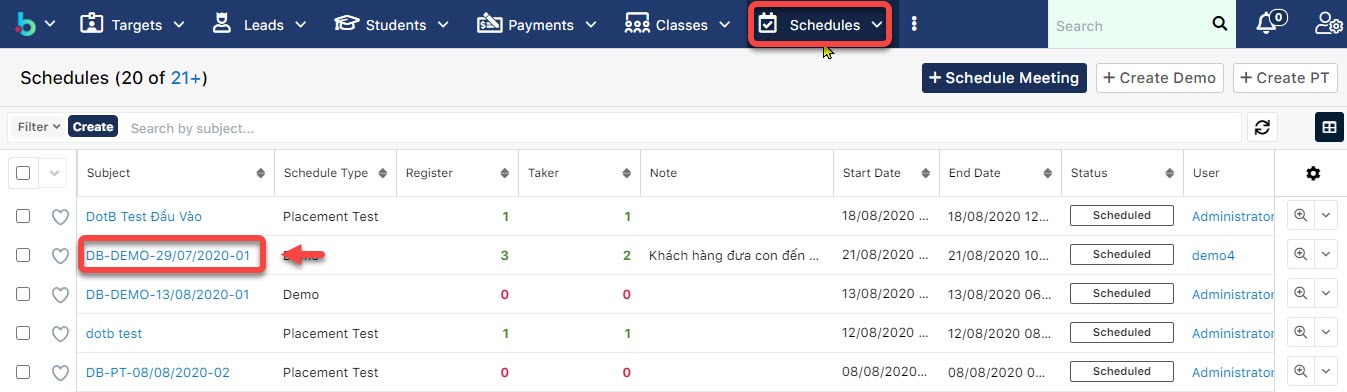 Targets Leads Students Payments Classes Schedules Search 0
Schedules (20 of 21+) + Schedule Meeting + Create Demo + Create PT
Filter Create Search by subject...
Subject Schedule Type Register Taker Note Start Date End Date Status User
DotB Test Đầu Vào Placement Test 1 1 18/08/2020 ... 18/08/2020 12... Scheduled Administrator
DB-DEMO-29/07/2020-01 3 2 Khách hàng đưa con đến ... 21/08/2020 ... 21/08/2020 10... Scheduled demo4
DB-DEMO-13/08/2020-01 Demo 0 0 13/08/2020 ... 13/08/2020 06... Scheduled Administrator
dotb test Placement Test 1 1 12/08/2020 ... 12/08/2020 08... Scheduled Administrator
DB-PT-08/08/2020-02 Placement Test 0 0 08/08/2020 ... 08/08/2020 0... Scheduled Administrator